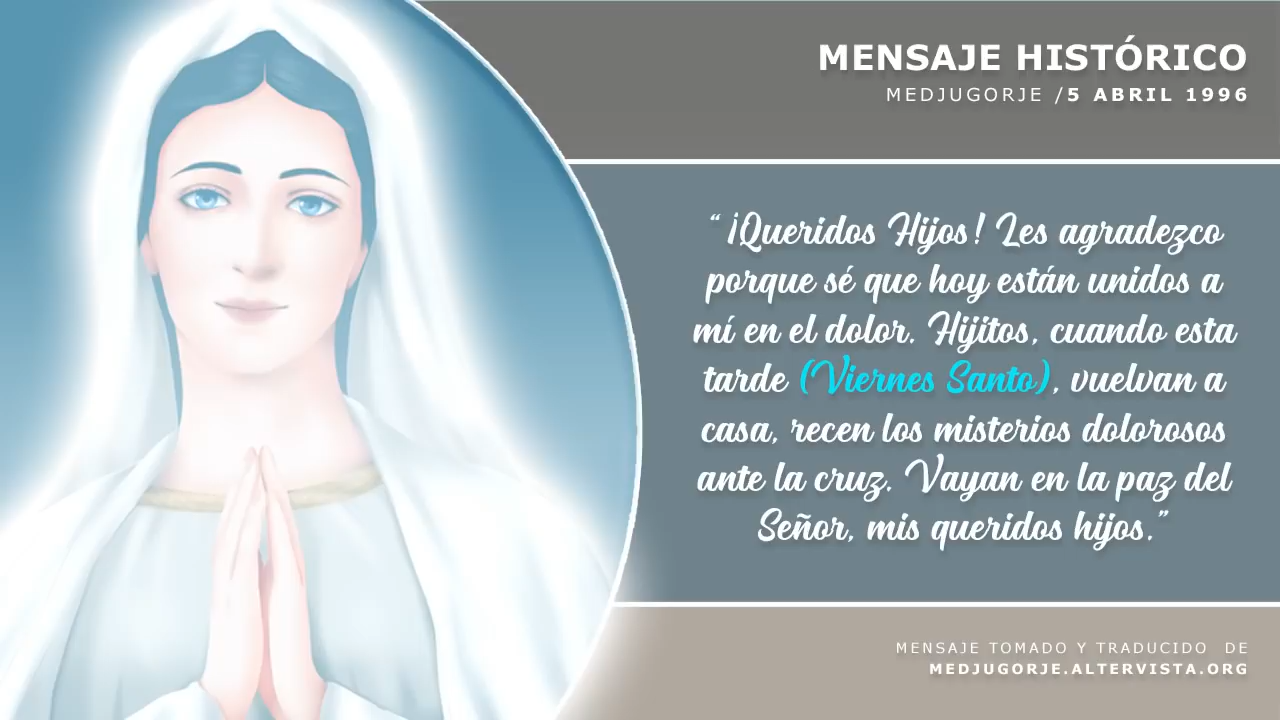 MENSAJE HISTÓRICO
MEDJUGORJE /5 ABRIL 1996
“ ¡Queridos Hijos! Les agradezco
porque sé que hoy están unidos a
mí en el dolor. Hijitos, cuando esta
tarde (Viernes Santo), vuelvan a
casa, recen los misterios dolorosos
ante la cruz. Vayan en la paz del
Señor, mis queridos hijos.”
MENSAJE TOMADO Y TRADUCIDO DE
MEDJUGORJE.ALTERVISTA.ORG